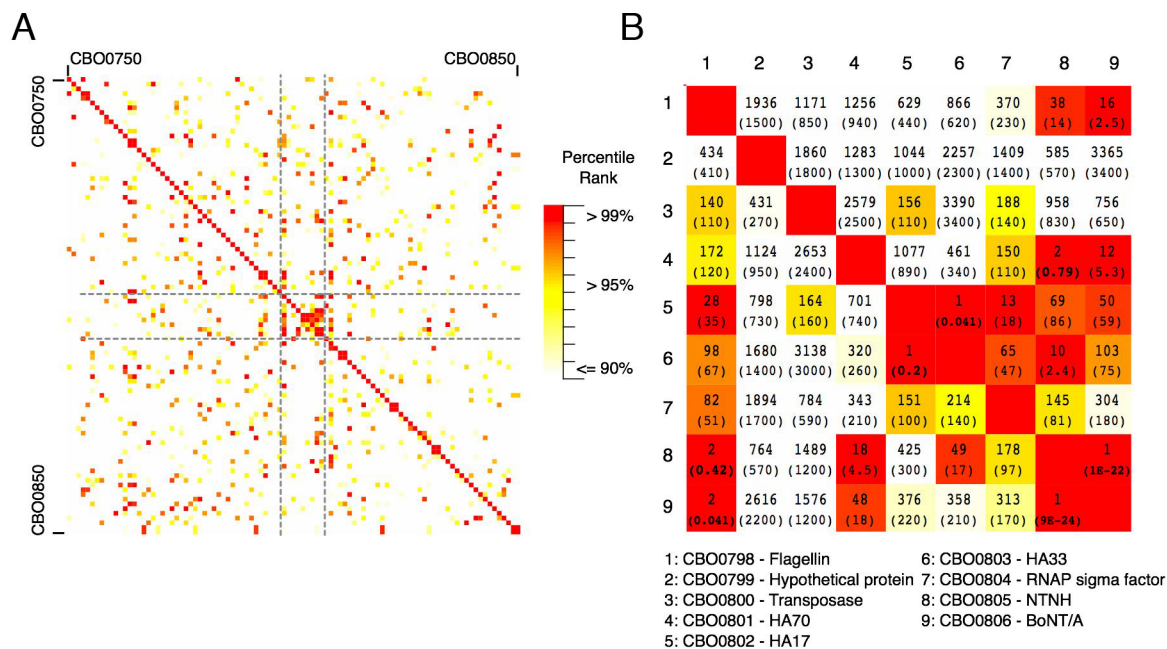 A
CBO0750
CBO0850
CBO0750
CBO0850
Percentile
Rank
> 99%
> 95%
<= 90%
B
1 2 3 4 5 6 7 8 9
1 1936 1171 1256 629 866 370 38 16
(1500) (850) (940) (440) (620) (230) (14) (2.5)
2 434 1860 1283 1044 2257 1409 585 3365
(410) (1800) (1300) (1000) (2300) (1400) (570) (3400)
3 140 431 2579 156 3390 188 958 756
(110) (270) (2500) (110) (3400) (140) (830) (650)
4 172 1124 2653 1077 461 150 2 12
(120) (950) (2400) (890) (340) (110) (0.79) (5.3)
5 28 798 164 701 1 13 69 50
(35) (730) (160) (740) (0.041) (18) (86) (59)
6 98 1680 3138 320 1 65 10 103
(67) (1400) (3000) (260) (0.2) (47) (2.4) (75)
7 82 1894 784 343 151 214 145 304
(51) (1700) (590) (210) (100) (140) (81) (180)
8 2 764 1489 18 425 49 178 1
(0.42) (570) (1200) (4.5) (300) (17) (97) (1E-22)
9 2 2616 1576 48 376 358 313 1
(0.041) (2200) (1200) (18) (220) (210) (170) (9E-24)
1: CBO0798 - Flagellin
2: CBO0799 - Hypothetical protein
3: CBO0800 - Transposase
4: CBO0801 - HA70
5: CBO0802 - HA17
6: CBO0803 - HA33
7: CBO0804 - RNAP sigma factor
8: CBO0805 - NTNH
9: CBO0806 - BoNT/A